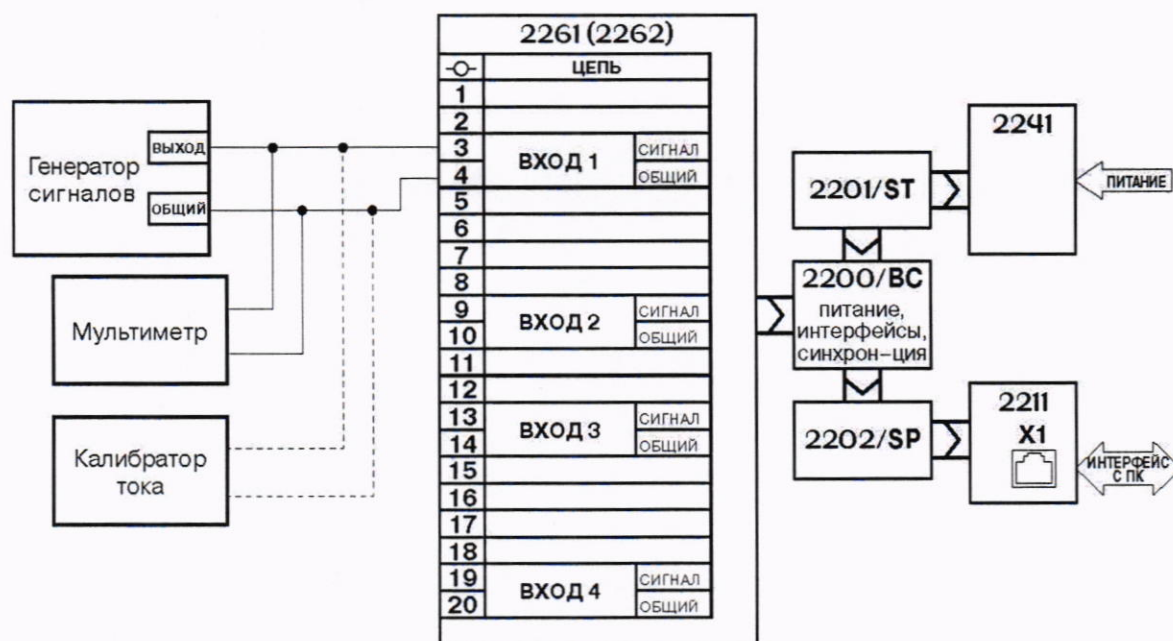 2261 (2262)
ЦЕПЬ
1
2
3
4
5
6
7
8
9
10
11
12
13
14
15
16
17
18
19
20
ВХОД 1
СИГНАЛ
ОБЩИЙ
ВХОД 2
СИГНАЛ
ОБЩИЙ
ВХОД 3
СИГНАЛ
ОБЩИЙ
ВХОД 4
СИГНАЛ
ОБЩИЙ
Генератор
сигналов
ВЫХОД
ОБЩИЙ
Мультиметр
Калибратор
тока
2241
ПИТАНИЕ
2201/ST
2200/BC
питание,
интерфейсы,
синхрон-ция
2202/SP
2211
X1
ИНТЕРФЕЙС
С ПК